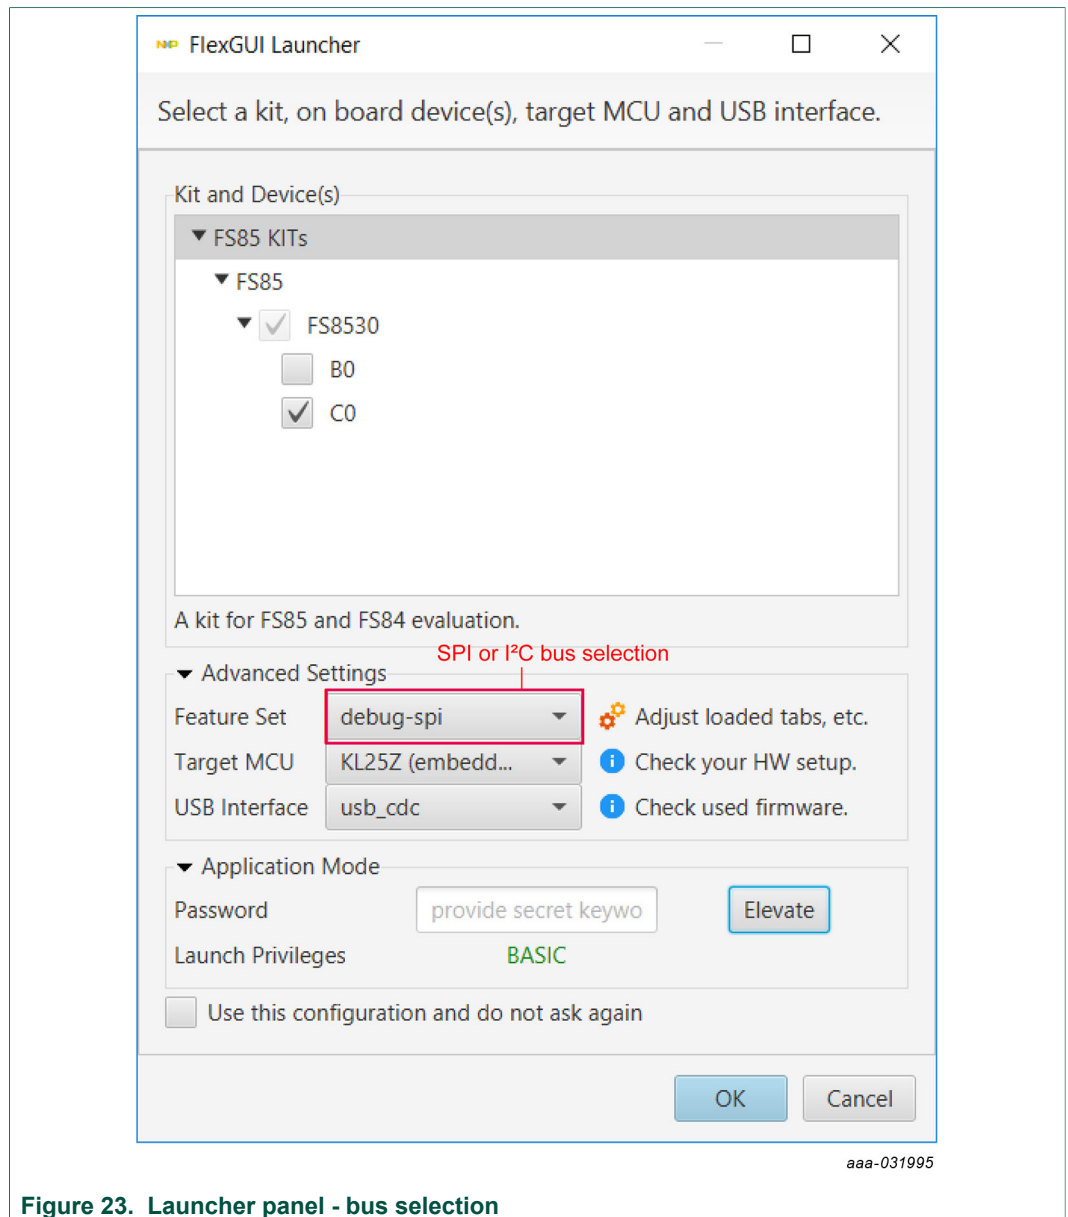 NXP FlexGUI Launcher
Select a kit, on board device(s), target MCU and USB interface.
Kit and Device(s)
FS85 KITs
FS85
FS8530
B0
C0
A kit for FS85 and FS84 evaluation.
SPI or I²C bus selection
Advanced Settings
Feature Set debug-spi Adjust loaded tabs, etc.
Target MCU KL25Z (embedd... Check your HW setup.
USB Interface usb_cdc Check used firmware.
Application Mode
Password provide secret keywo Elevate
Launch Privileges BASIC
Use this configuration and do not ask again
OK Cancel
aaa-031995
Figure 23. Launcher panel - bus selection